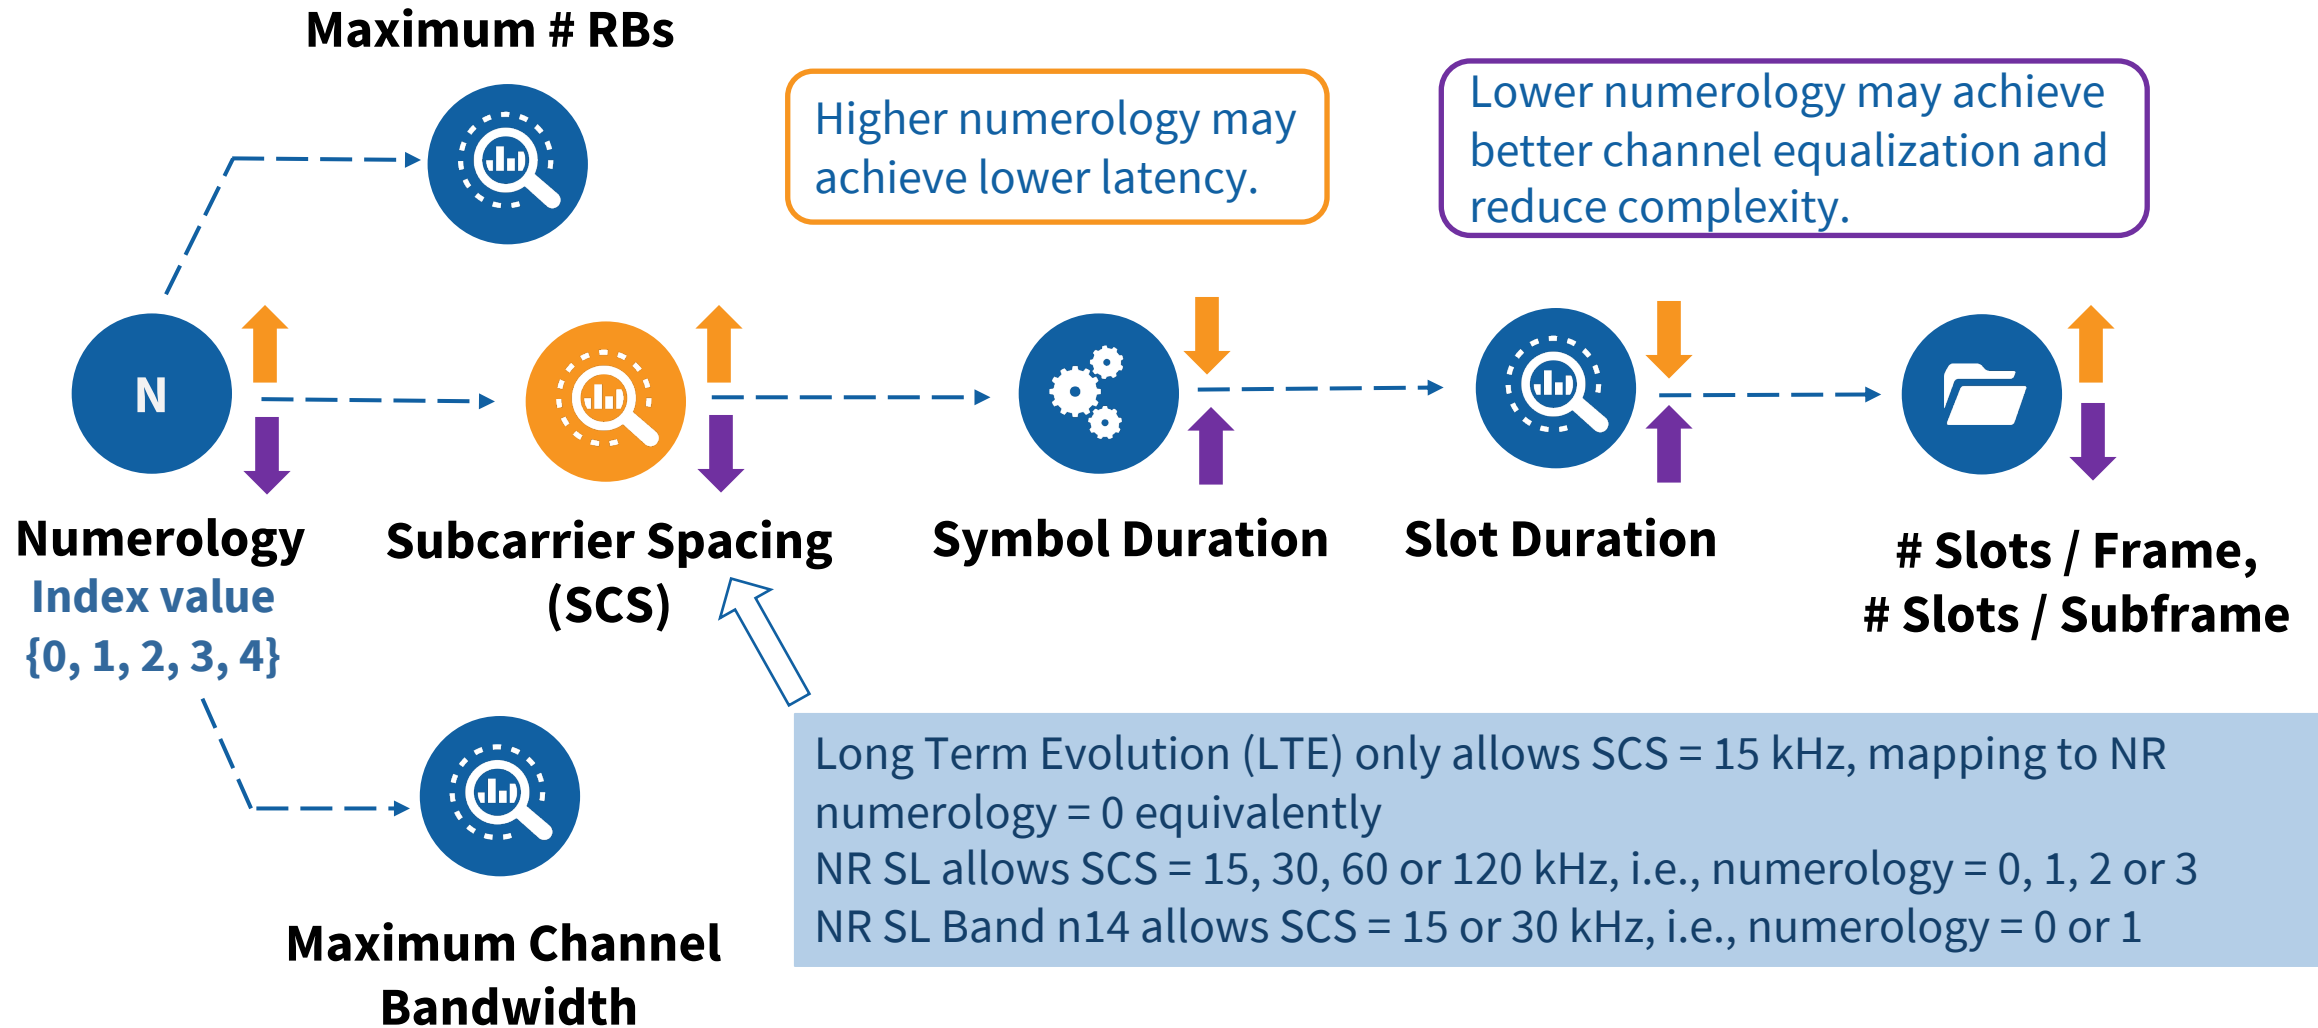 Maximum # RBs
Higher numerology may
achieve lower latency.
Lower numerology may achieve
better channel equalization and
reduce complexity.
N
Numerology
Index value
{0, 1, 2, 3, 4}
Subcarrier Spacing
(SCS)
Symbol Duration
Slot Duration
# Slots / Frame,
# Slots / Subframe
Long Term Evolution (LTE) only allows SCS = 15 kHz, mapping to NR
numerology = 0 equivalently
NR SL allows SCS = 15, 30, 60 or 120 kHz, i.e., numerology = 0, 1, 2 or 3
NR SL Band n14 allows SCS = 15 or 30 kHz, i.e., numerology = 0 or 1
Maximum Channel
Bandwidth